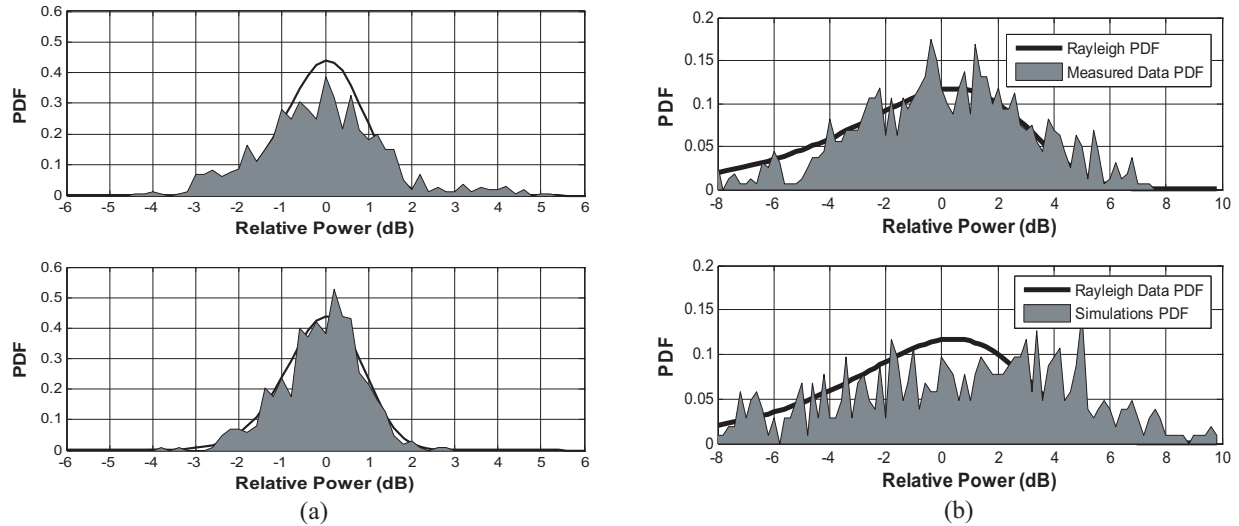 0.6
0.5
0.4
0.3
0.2
0.1
0
PDF
-6 -5 -4 -3 -2 -1 0 1 2 3 4 5 6
Relative Power (dB)
0.2
0.15
0.1
0.05
0
PDF
Rayleigh PDF
Measured Data PDF
-8 -6 -4 -2 0 2 4 6 8 10
Relative Power (dB)
0.6
0.5
0.4
0.3
0.2
0.1
0
PDF
-6 -5 -4 -3 -2 -1 0 1 2 3 4 5 6
Relative Power (dB)
(a)
0.2
0.15
0.1
0.05
0
PDF
Rayleigh Data PDF
Simulations PDF
-8 -6 -4 -2 0 2 4 6 8 10
Relative Power (dB)
(b)